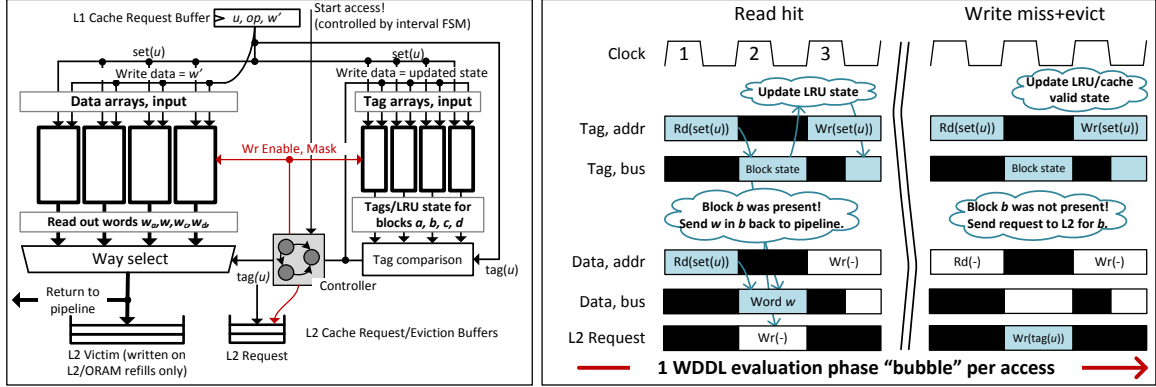 L1 Cache Request Buffer
u, op, w'
Start access!
(controlled by interval FSM)
set(u)
set(u)
Write data = w'
Write data = updated state
Data arrays, input
Tag arrays, input
Wr Enable, Mask
Read out words wₐ,w,w꜀,w_d,
Tags/LRU state for
blocks a, b, c, d
Way select
Tag comparison
tag(u)
tag(u)
Controller
Return to
pipeline
L2 Cache Request/Eviction Buffers
L2 Victim (written on
L2/ORAM refills only)
L2 Request
Read hit
Write miss+evict
Clock
1 2 3
Update LRU state
Update LRU/cache
valid state
Tag, addr
Rd(set(u)) Wr(set(u)) Rd(set(u)) Wr(set(u))
Tag, bus
Block state Block state
Block b was present!
Send w in b back to pipeline.
Block b was not present!
Send request to L2 for b.
Data, addr
Rd(set(u)) Wr(-) Rd(-) Wr(-)
Data, bus
Word w
L2 Request
Wr(-) Wr(tag(u))
1 WDDL evaluation phase “bubble” per access